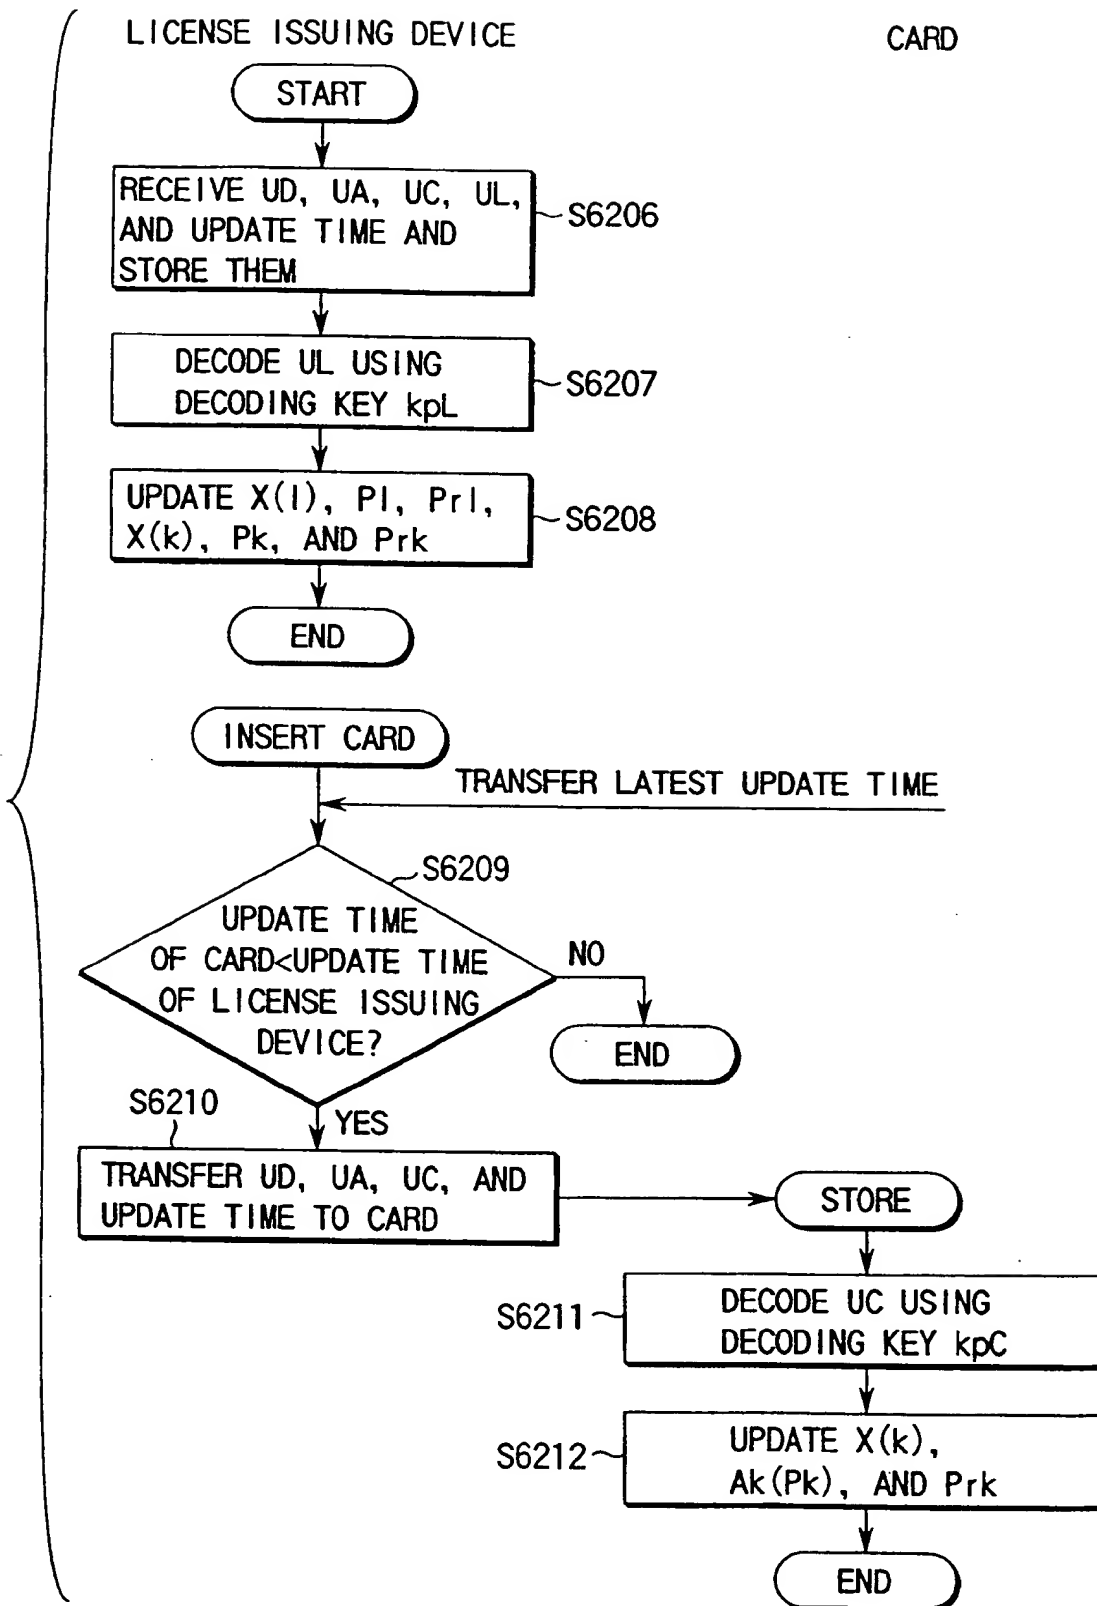 LICENSE ISSUING DEVICE
CARD
START
RECEIVE UD, UA, UC, UL,
AND UPDATE TIME AND
STORE THEM
S6206
DECODE UL USING
DECODING KEY kpL
S6207
UPDATE X(l), Pl, Prl,
X(k), Pk, AND Prk
S6208
END
INSERT CARD
TRANSFER LATEST UPDATE TIME
S6209
UPDATE TIME
OF CARD<UPDATE TIME
OF LICENSE ISSUING
DEVICE?
NO
END
YES
S6210
TRANSFER UD, UA, UC, AND
UPDATE TIME TO CARD
STORE
S6211
DECODE UC USING
DECODING KEY kpC
S6212
UPDATE X(k),
Ak(Pk), AND Prk
END